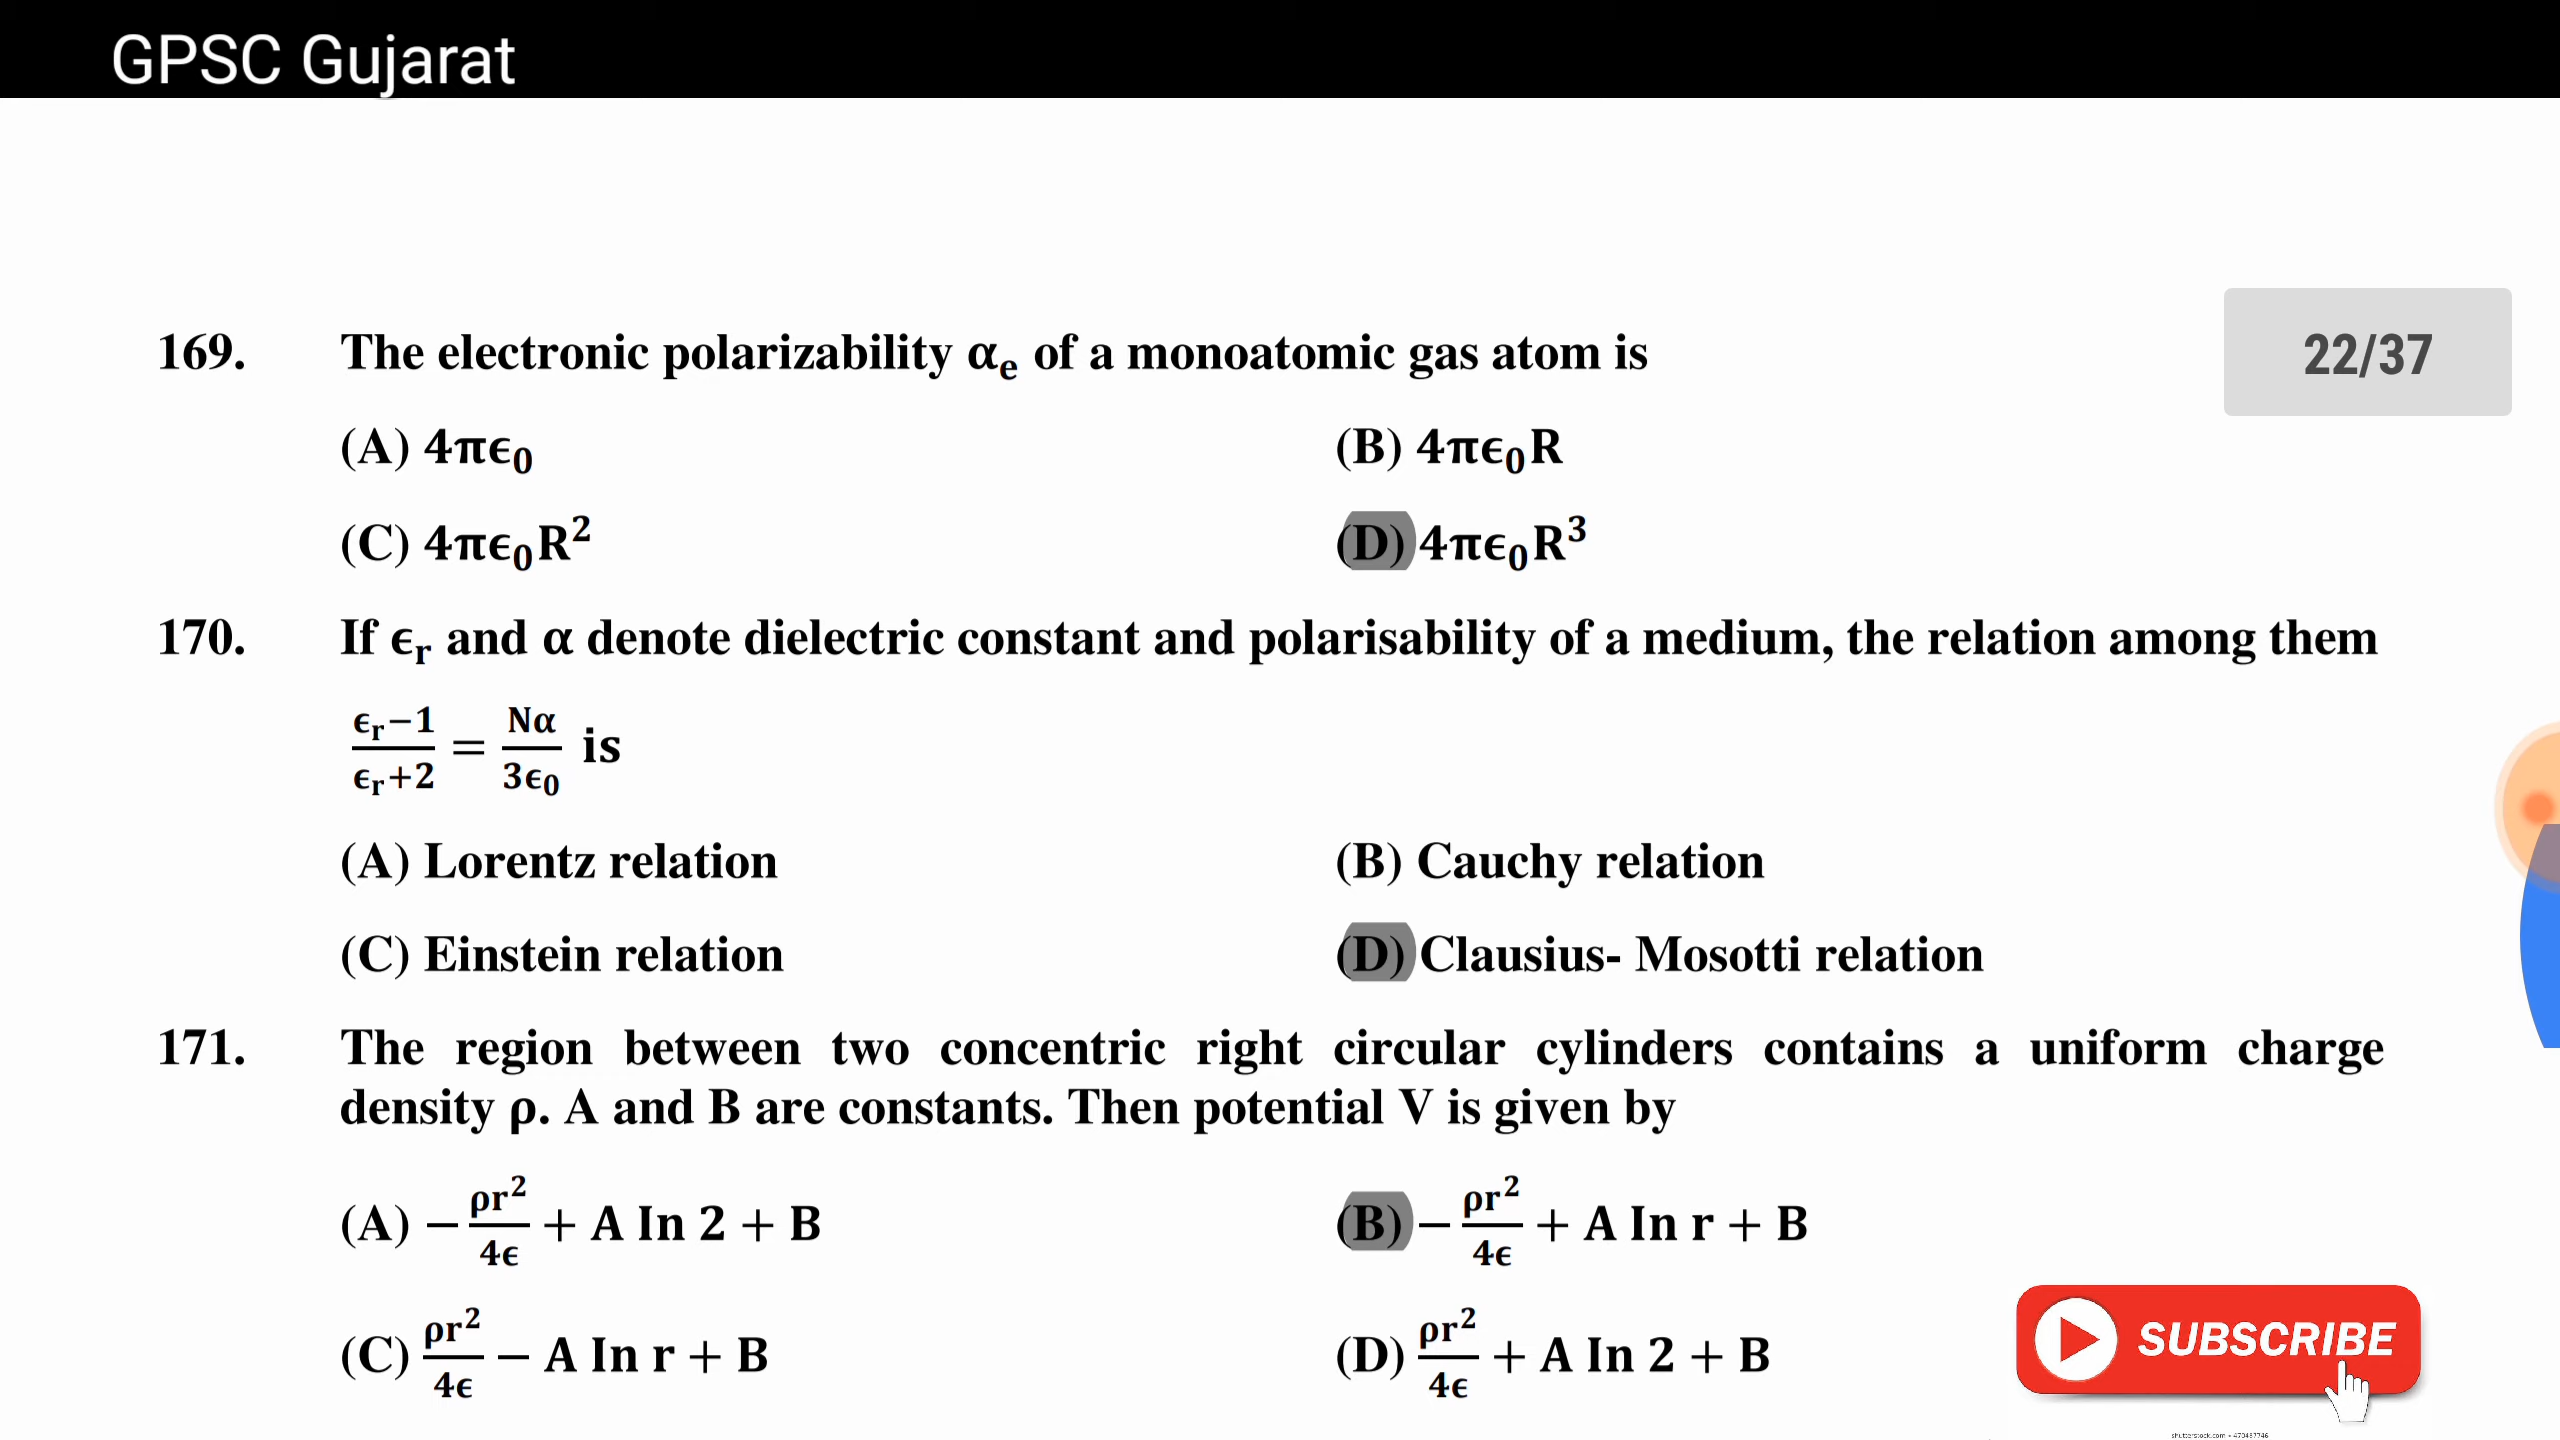 GPSC Gujarat
22/37
169. The electronic polarizability αₑ of a monoatomic gas atom is
(A) 4πϵ₀ (B) 4πϵ₀R
(C) 4πϵ₀R² (D) 4πϵ₀R³
170. If ϵᵣ and α denote dielectric constant and polarisability of a medium, the relation among them
(ϵᵣ−1)/(ϵᵣ+2) = Nα/3ϵ₀ is
(A) Lorentz relation (B) Cauchy relation
(C) Einstein relation (D) Clausius- Mosotti relation
171. The region between two concentric right circular cylinders contains a uniform charge
density ρ. A and B are constants. Then potential V is given by
(A) −ρr²/4ϵ + A In 2 + B (B) −ρr²/4ϵ + A In r + B
(C) ρr²/4ϵ − A In r + B (D) ρr²/4ϵ + A In 2 + B
SUBSCRIBE
shutterstock.com • 470487746